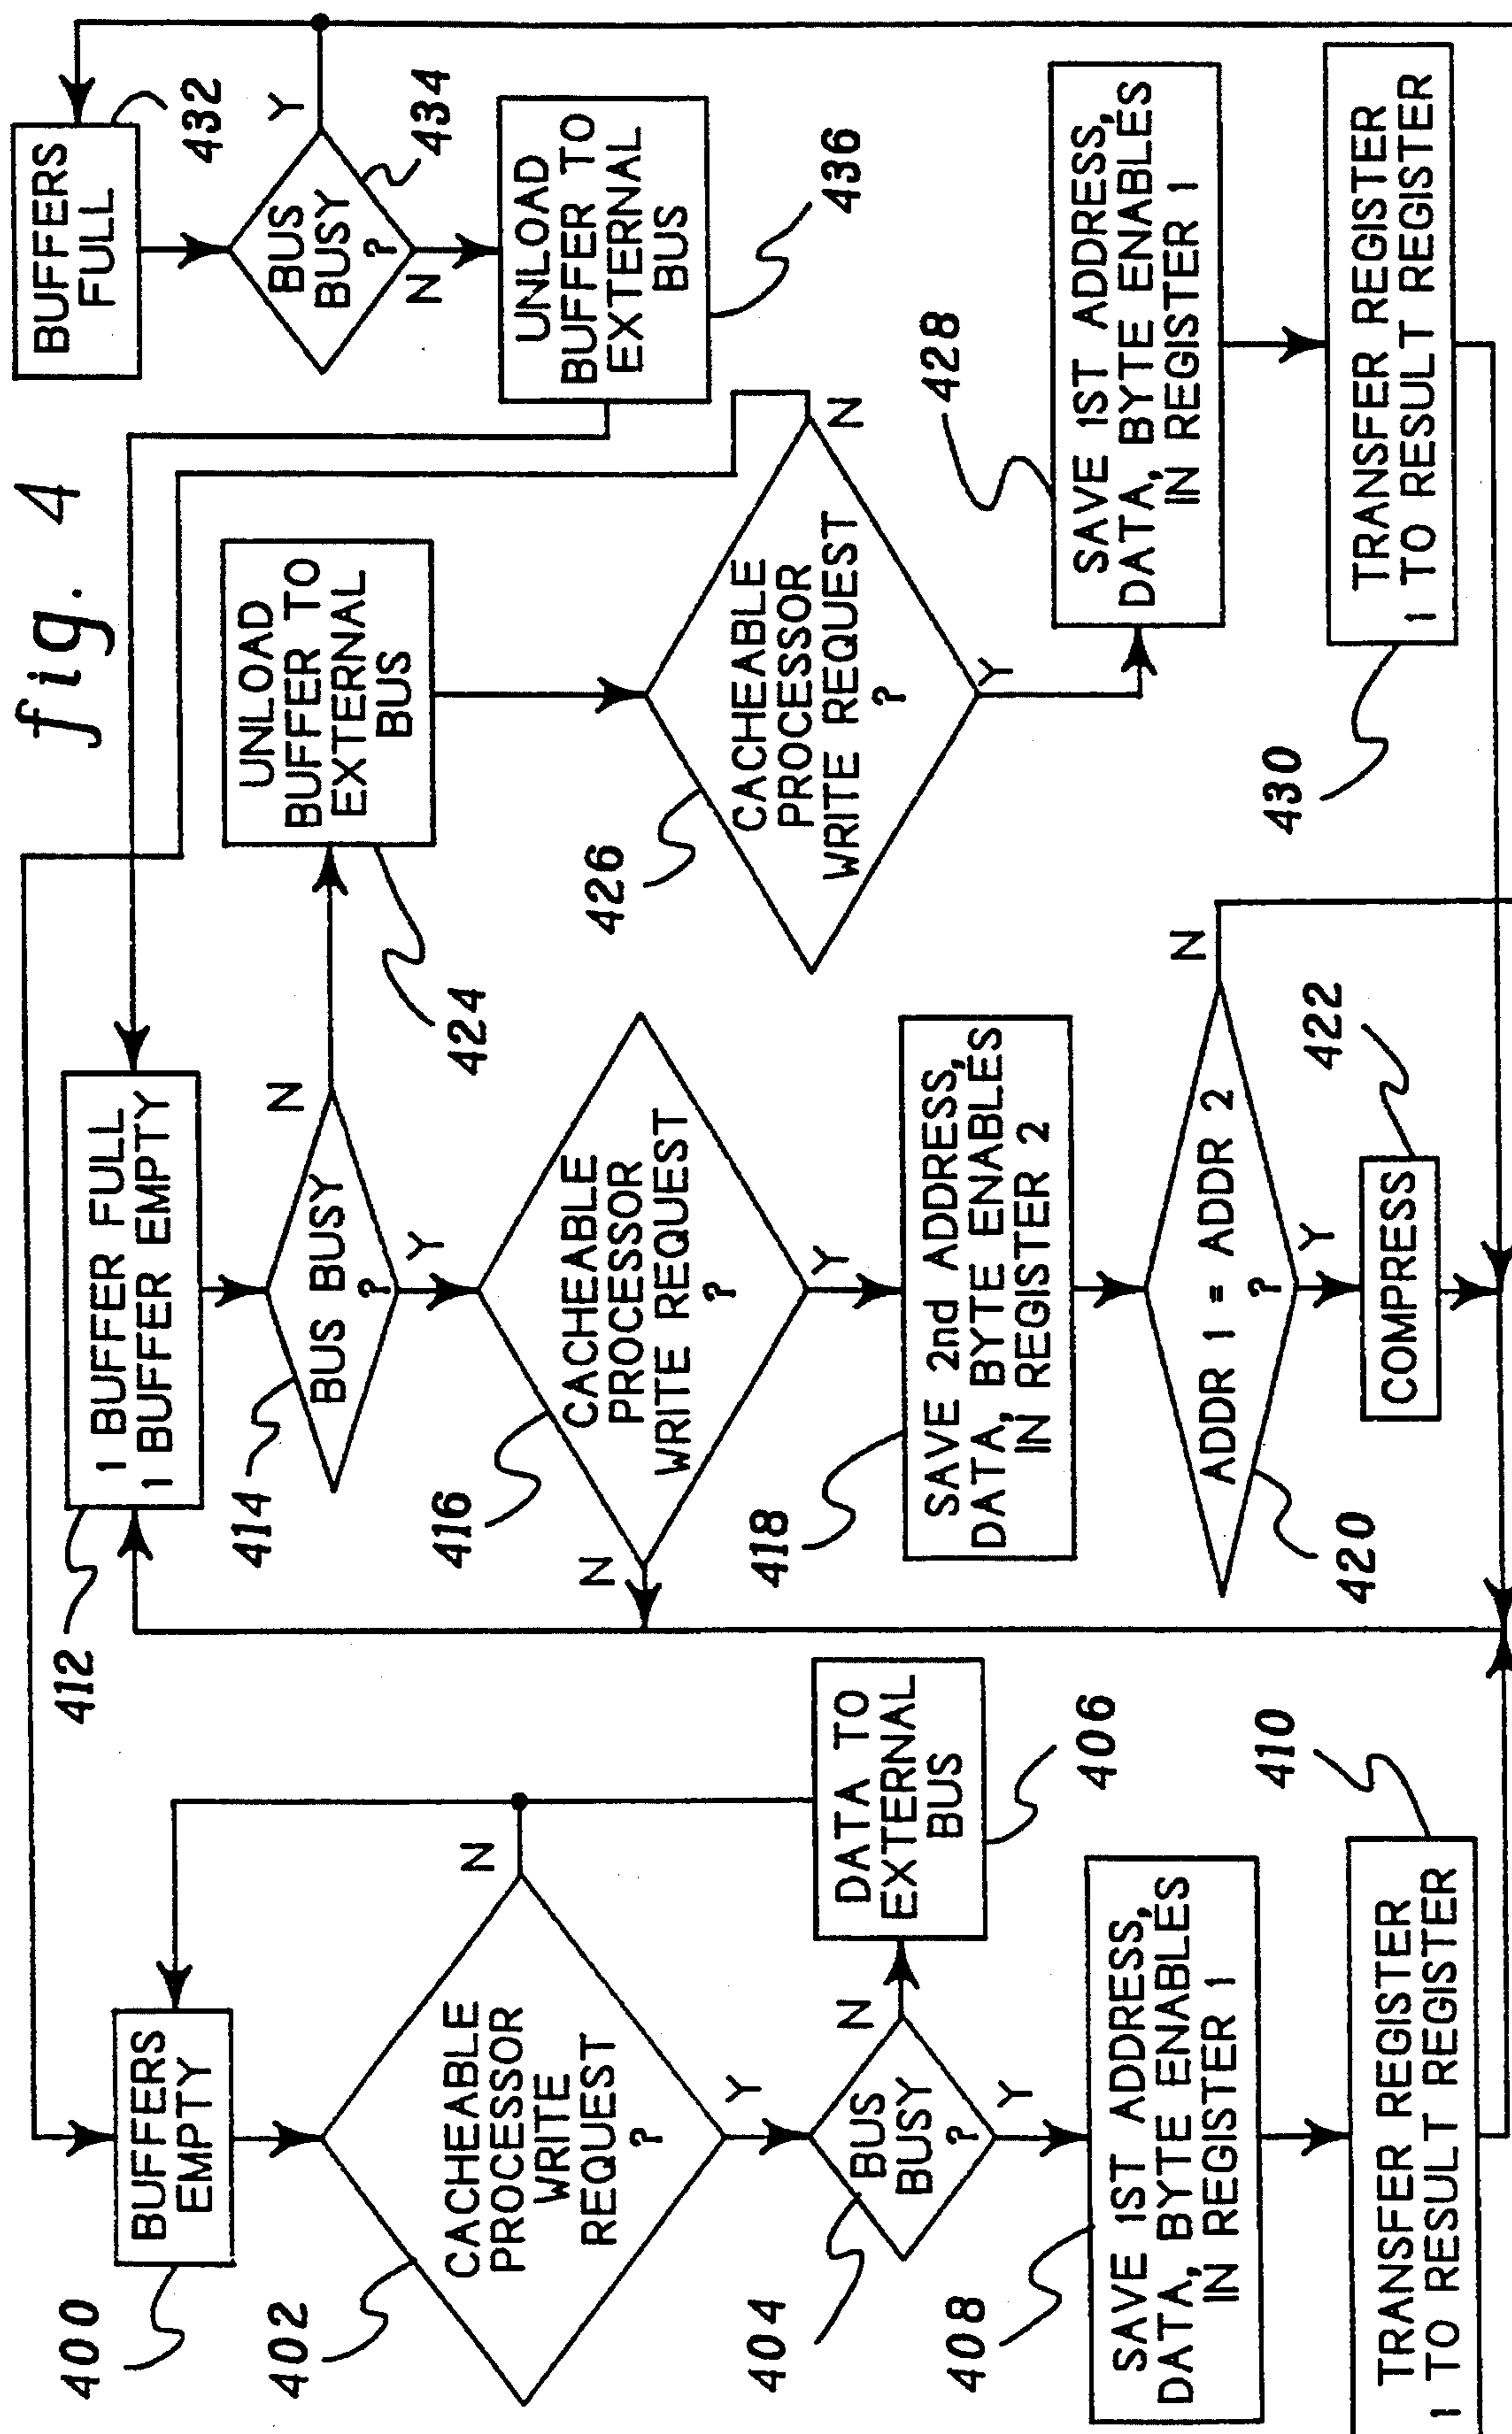 fig. 4
400
BUFFERS
EMPTY
402
CACHEABLE
PROCESSOR
WRITE
REQUEST
?
N
Y
404
BUS
BUSY
?
N
Y
DATA TO
EXTERNAL
BUS
406
408
SAVE 1ST ADDRESS,
DATA, BYTE ENABLES
IN REGISTER 1
410
TRANSFER REGISTER
1 TO RESULT REGISTER
412
1 BUFFER FULL
1 BUFFER EMPTY
414
BUS BUSY
?
N
Y
416
CACHEABLE
PROCESSOR
WRITE REQUEST
?
N
Y
418
SAVE 2nd ADDRESS,
DATA, BYTE ENABLES
IN REGISTER 2
420
ADDR 1 = ADDR 2
?
N
Y
COMPRESS
422
UNLOAD
BUFFER TO
EXTERNAL
BUS
424
426
CACHEABLE
PROCESSOR
WRITE REQUEST
?
N
Y
428
SAVE 1ST ADDRESS,
DATA, BYTE ENABLES
IN REGISTER 1
430
TRANSFER REGISTER
1 TO RESULT REGISTER
BUFFERS
FULL
432
BUS
BUSY
?
Y
434
N
UNLOAD
BUFFER TO
EXTERNAL
BUS
436